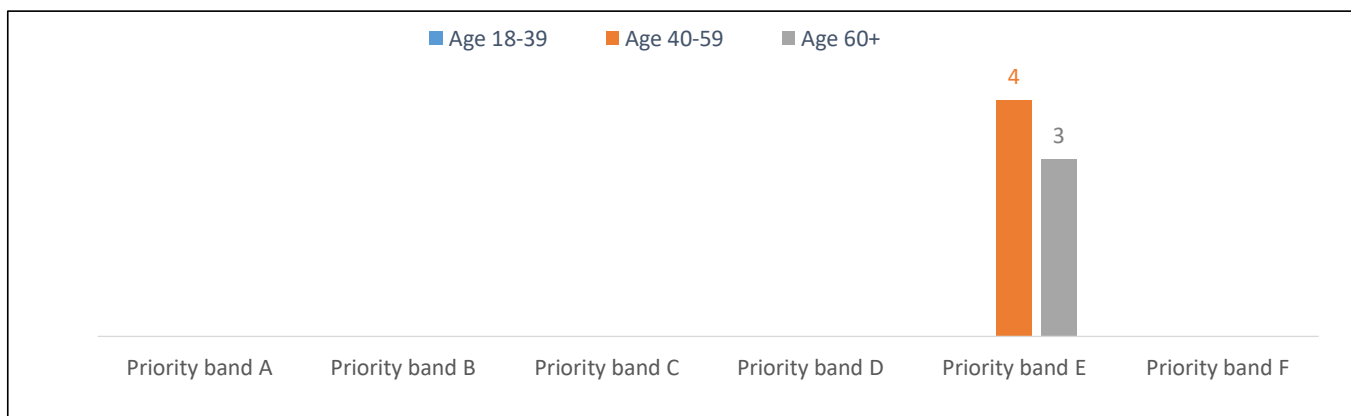 Age 18-39 Age 40-59 Age 60+
4
3
Priority band A Priority band B Priority band C Priority band D Priority band E Priority band F